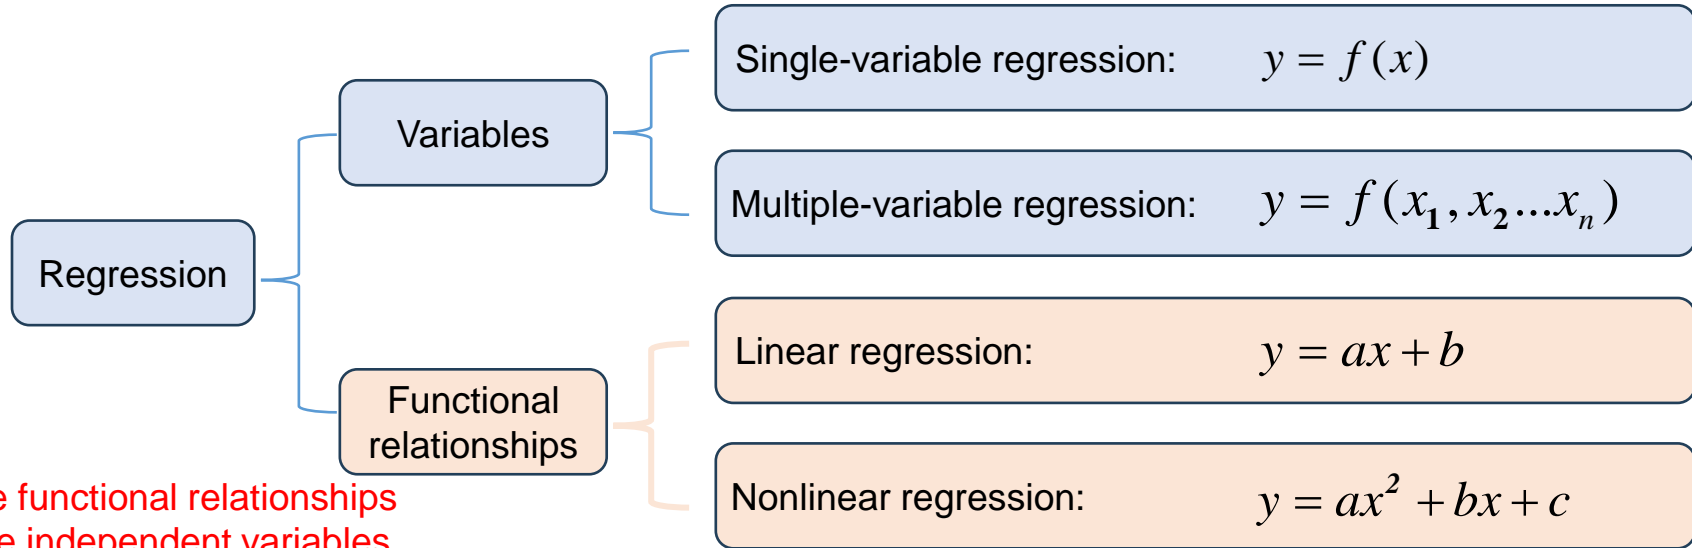 Regression
Variables
Single-variable regression: y = f(x)
Multiple-variable regression: y = f(x₁, x₂...xₙ)
Functional
relationships
Linear regression: y = ax + b
Nonlinear regression: y = ax² + bx + c
functional relationships
independent variables